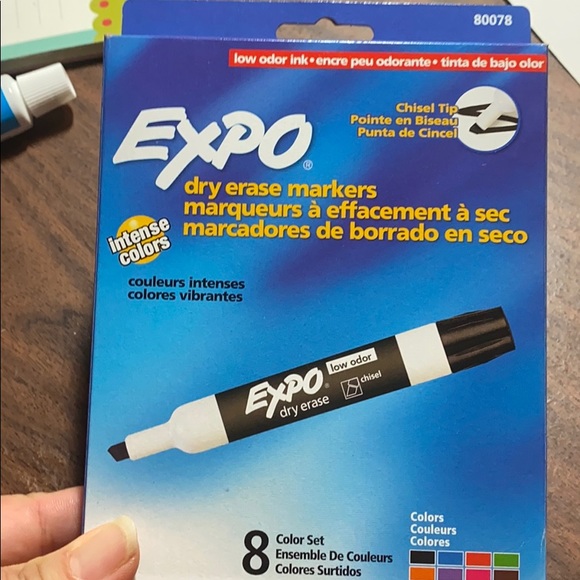 80078
low odor ink • encre peu odorante • tinta de bajo olor
Chisel Tip
Pointe en Biseau
Punta de Cincel
EXPO®
dry erase markers
marqueurs à effacement à sec
marcadores de borrado en seco
intense
colors
couleurs intenses
colores vibrantes
EXPO®
low odor
dry erase
chisel
8
Color Set
Ensemble De Couleurs
Colores Surtidos
Colors
Couleurs
Colores